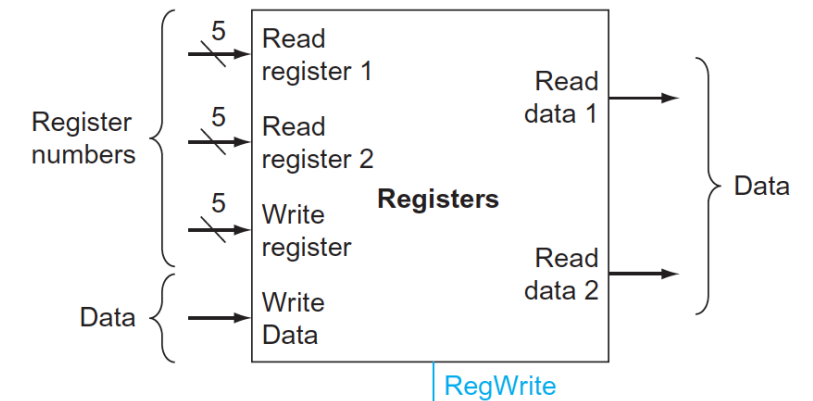 Register
numbers
5
Read
register 1
5
Read
register 2
5
Write
register
Data
Write
Data
Registers
Read
data 1
Read
data 2
Data
RegWrite